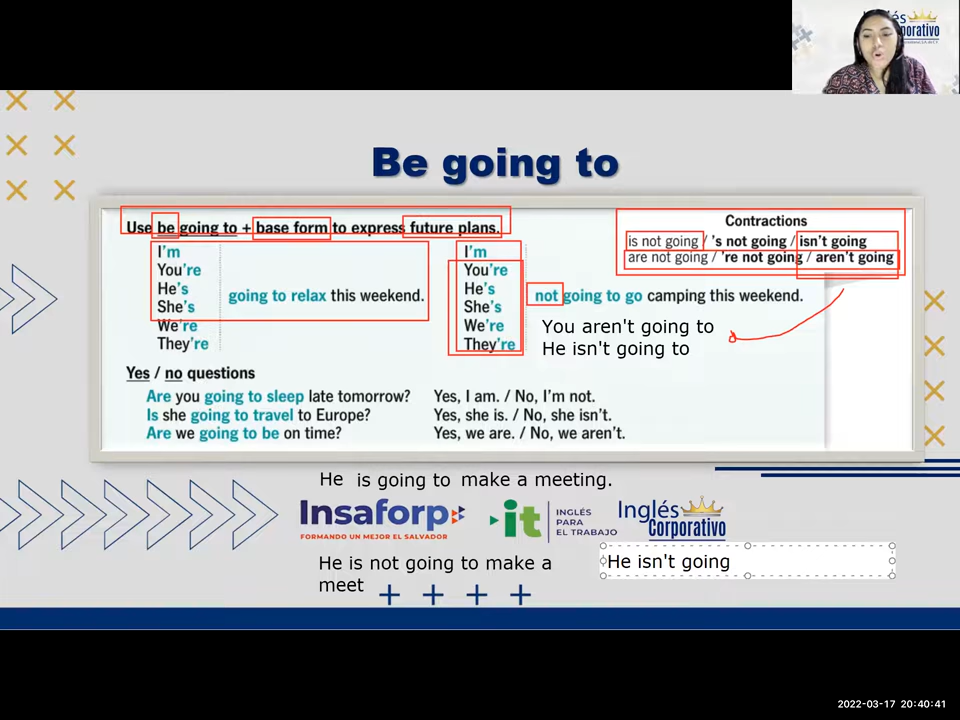 Inglés
Corporativo
Be going to
Use be going to + base form to express future plans.
I'm
You're
He's
She's
We're
They're
going to relax this weekend.
I'm
You're
He's
She's
We're
They're
not going to go camping this weekend.
Contractions
is not going / 's not going / isn't going
are not going / 're not going / aren't going
You aren't going to
He isn't going to
Yes / no questions
Are you going to sleep late tomorrow? Yes, I am. / No, I'm not.
Is she going to travel to Europe? Yes, she is. / No, she isn't.
Are we going to be on time? Yes, we are. / No, we aren't.
He is going to make a meeting.
Insaforp
FORMANDO UN MEJOR EL SALVADOR
it
INGLÉS
PARA
EL TRABAJO
Inglés
Corporativo
He is not going to make a
meet
He isn't going
2022-03-17 20:40:41